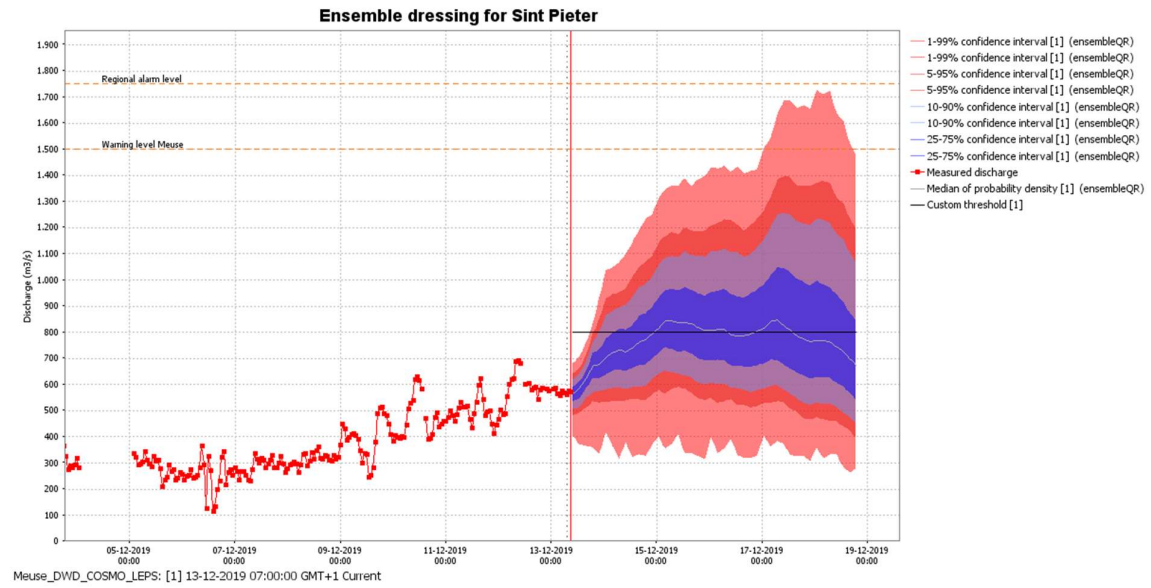 Ensemble dressing for Sint Pieter
1.900
1.800
Regional alarm level
1.700
1.600
1.500
Warning level Meuse
1.400
1.300
1.200
1.100
1.000
900
800
700
600
500
400
300
200
100
0
Discharge (m3/s)
05-12-2019
00:00
07-12-2019
00:00
09-12-2019
00:00
11-12-2019
00:00
13-12-2019
00:00
15-12-2019
00:00
17-12-2019
00:00
19-12-2019
00:00
1-99% confidence interval [1] (ensembleQR)
1-99% confidence interval [1] (ensembleQR)
5-95% confidence interval [1] (ensembleQR)
5-95% confidence interval [1] (ensembleQR)
10-90% confidence interval [1] (ensembleQR)
10-90% confidence interval [1] (ensembleQR)
25-75% confidence interval [1] (ensembleQR)
25-75% confidence interval [1] (ensembleQR)
Measured discharge
Median of probability density [1] (ensembleQR)
Custom threshold [1]
Meuse_DWD_COSMO_LEPS: [1] 13-12-2019 07:00:00 GMT+1 Current